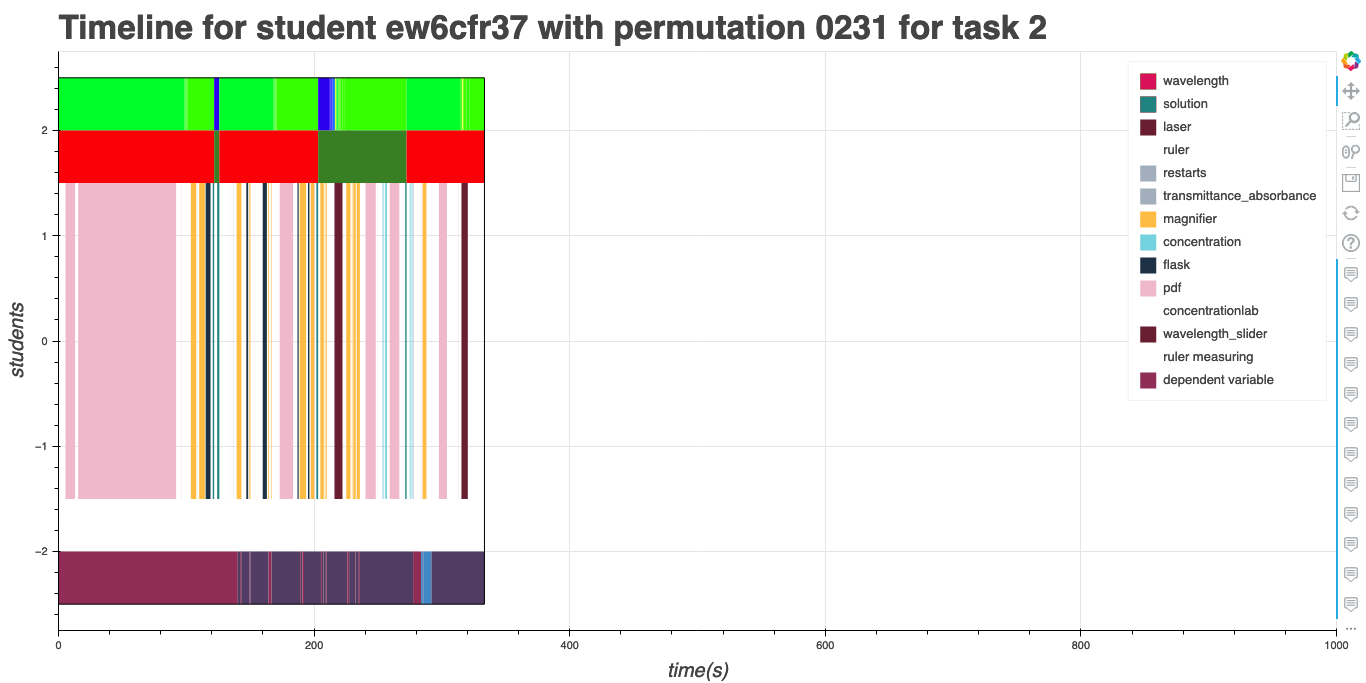 Timeline for student ew6cfr37 with permutation 0231 for task 2
wavelength
solution
laser
ruler
restarts
transmittance_absorbance
magnifier
concentration
flask
pdf
concentrationlab
wavelength_slider
ruler measuring
dependent variable
students
2
1
0
−1
−2
0 200 400 600 800 1000
time(s)